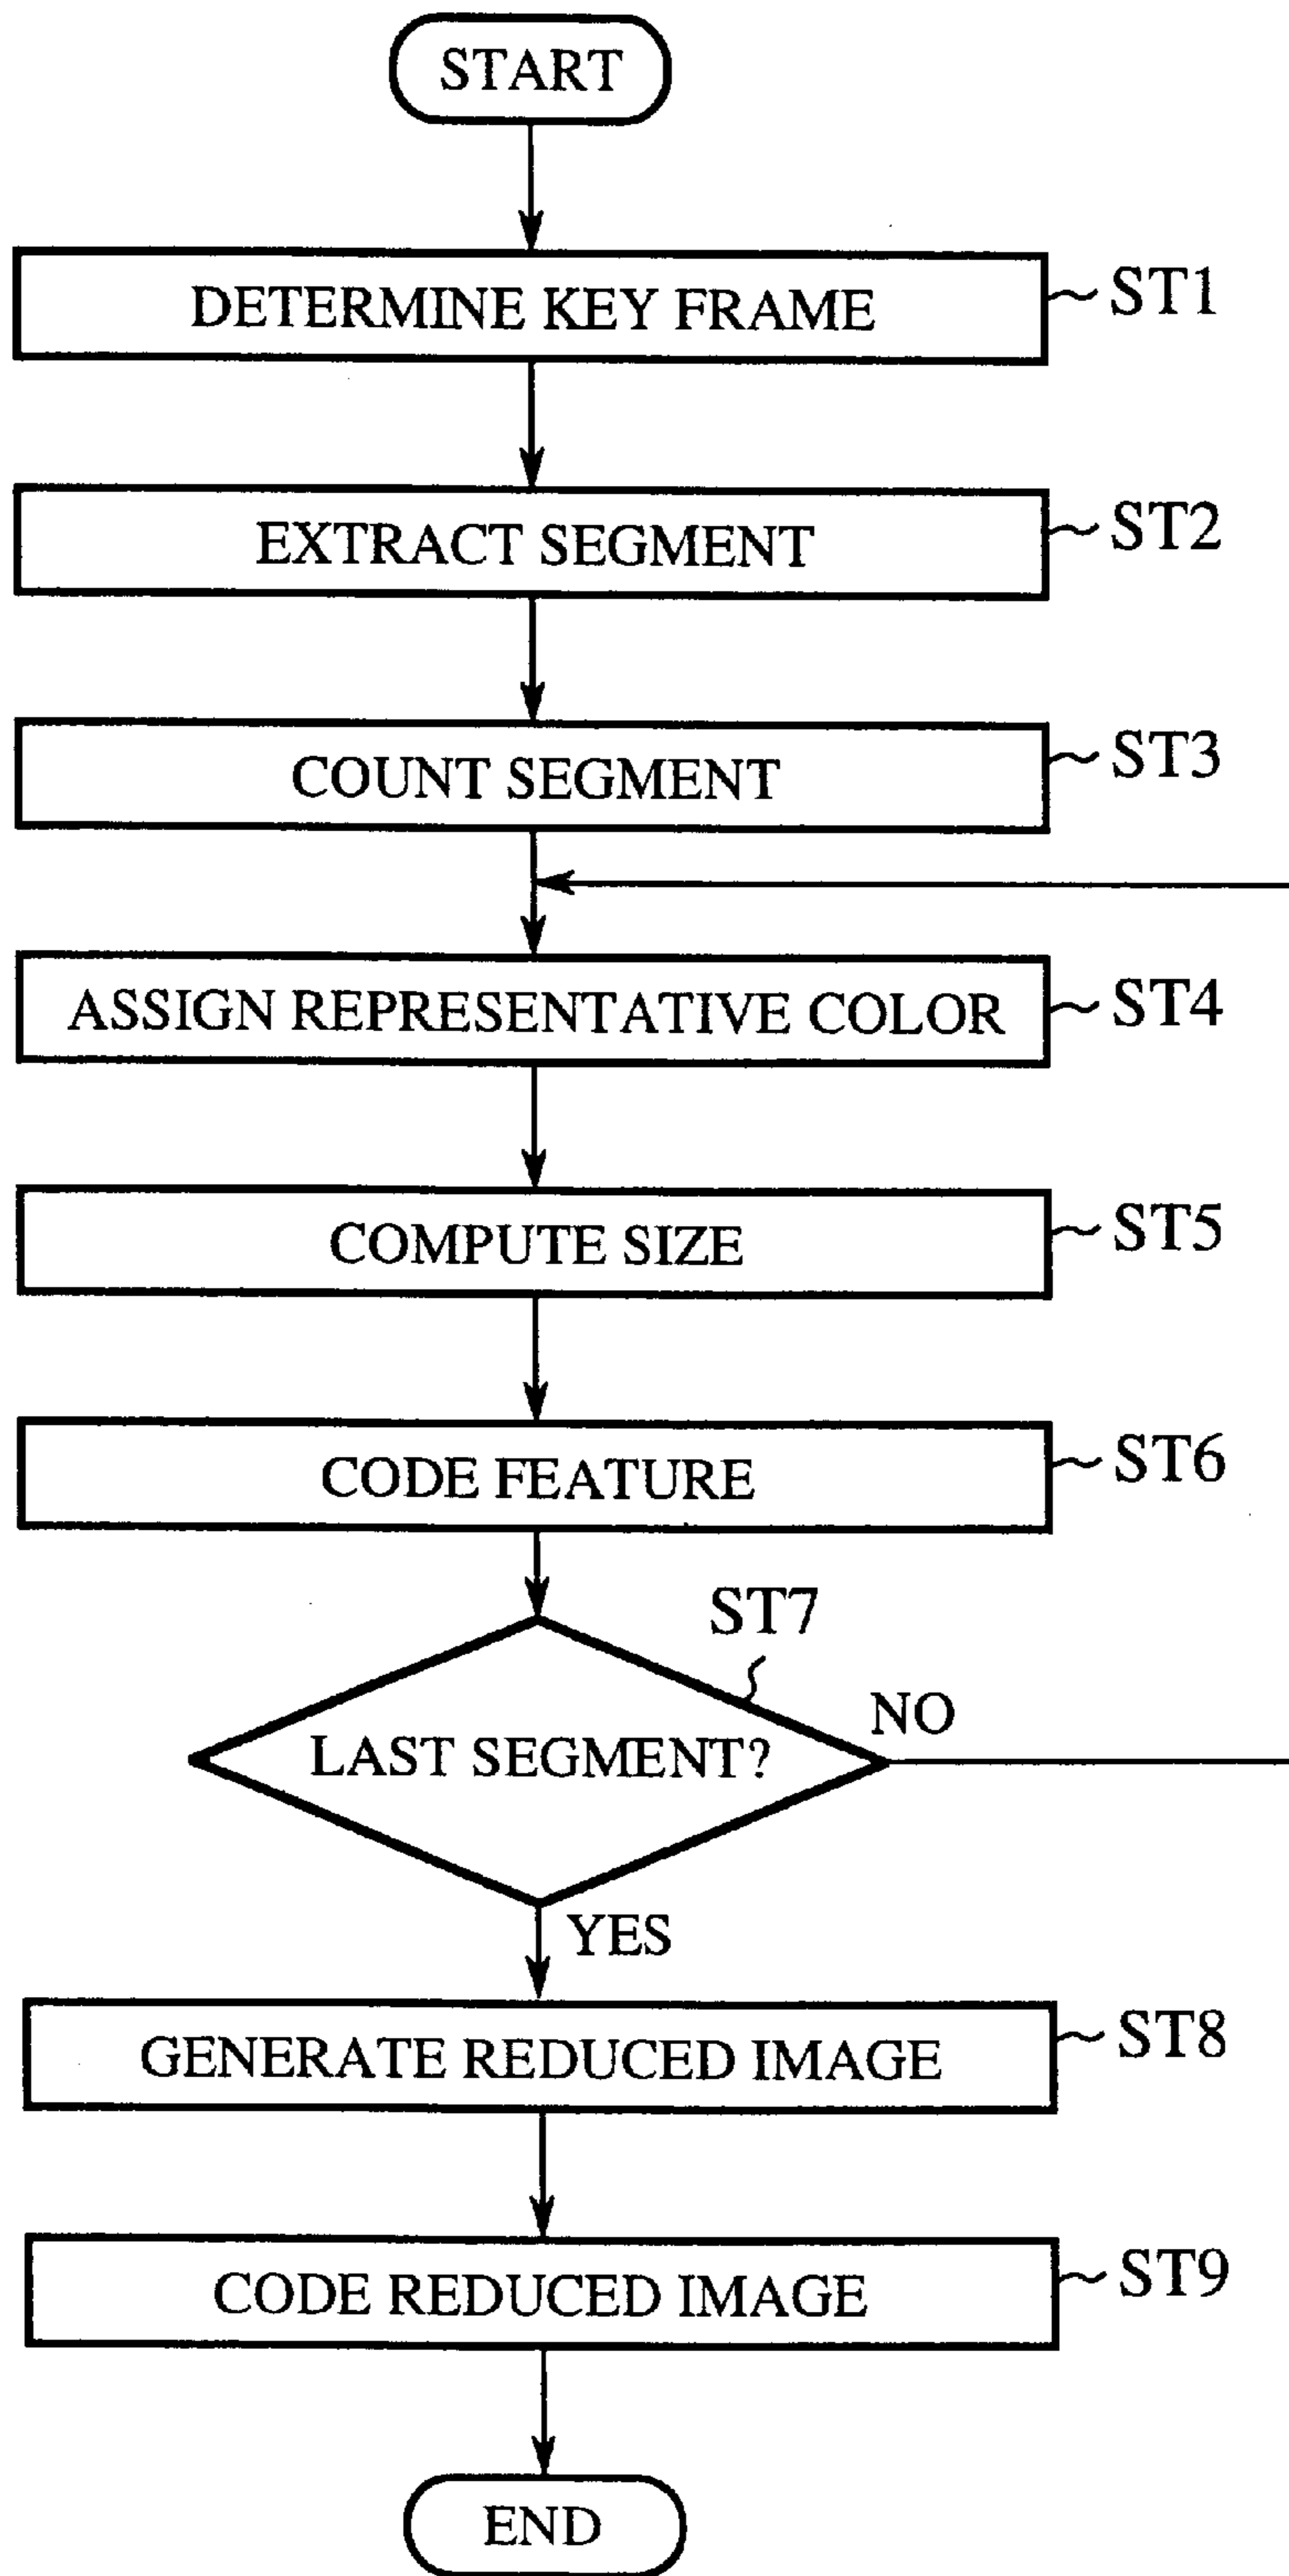 START
DETERMINE KEY FRAME
ST1
EXTRACT SEGMENT
ST2
COUNT SEGMENT
ST3
ASSIGN REPRESENTATIVE COLOR
ST4
COMPUTE SIZE
ST5
CODE FEATURE
ST6
ST7
LAST SEGMENT?
NO
YES
GENERATE REDUCED IMAGE
ST8
CODE REDUCED IMAGE
ST9
END